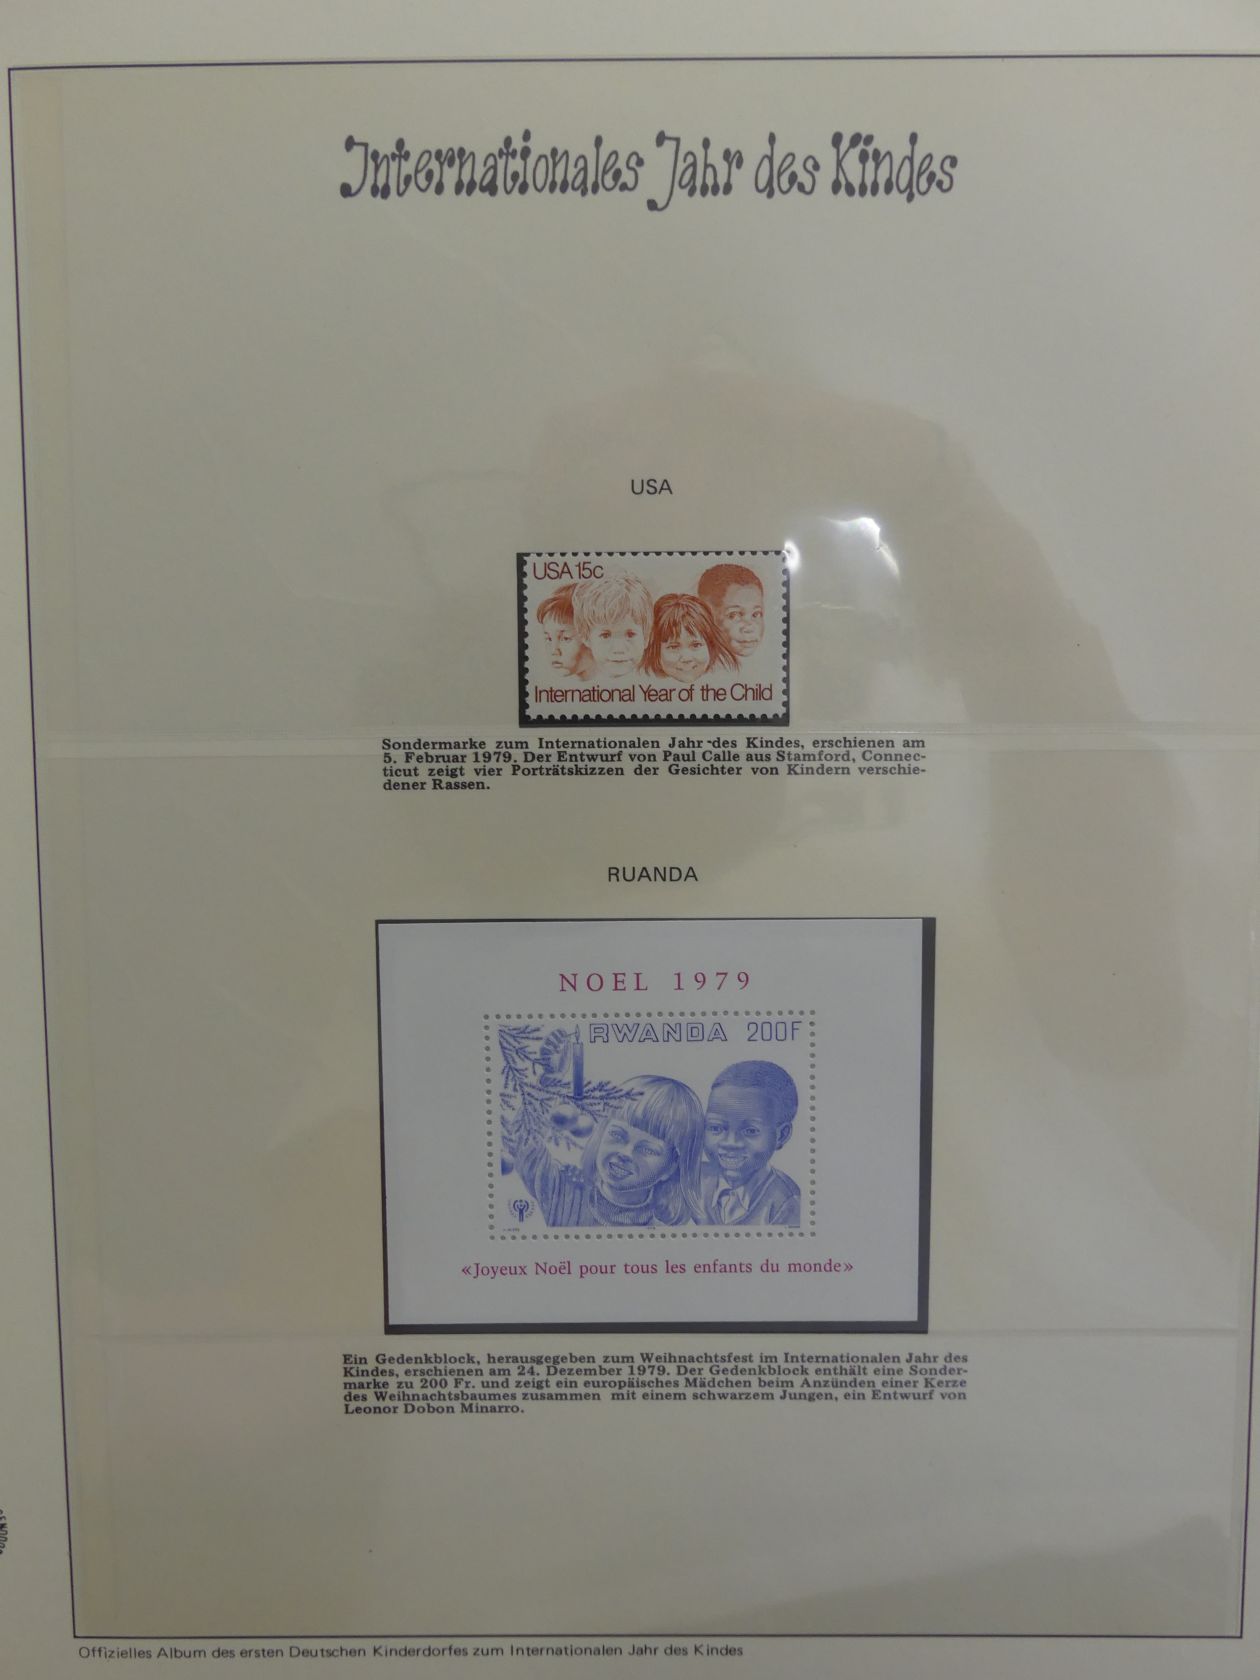 Internationales Jahr des Kindes
USA
USA 15c
International Year of the Child
Sondermarke zum Internationalen Jahr des Kindes, erschienen am
5. Februar 1979. Der Entwurf von Paul Calle aus Stamford, Connec-
ticut zeigt vier Porträtskizzen der Gesichter von Kindern verschie-
dener Rassen.
RUANDA
NOEL 1979
RWANDA 200F
«Joyeux Noël pour tous les enfants du monde»
Ein Gedenkblock, herausgegeben zum Weihnachtsfest im Internationalen Jahr des
Kindes, erschienen am 24. Dezember 1979. Der Gedenkblock enthält eine Sonder-
marke zu 200 Fr. und zeigt ein europäisches Mädchen beim Anzünden einer Kerze
des Weihnachtsbaumes zusammen mit einem schwarzem Jungen, ein Entwurf von
Leonor Dobon Minarro.
Offizielles Album des ersten Deutschen Kinderdorfes zum Internationalen Jahr des Kindes